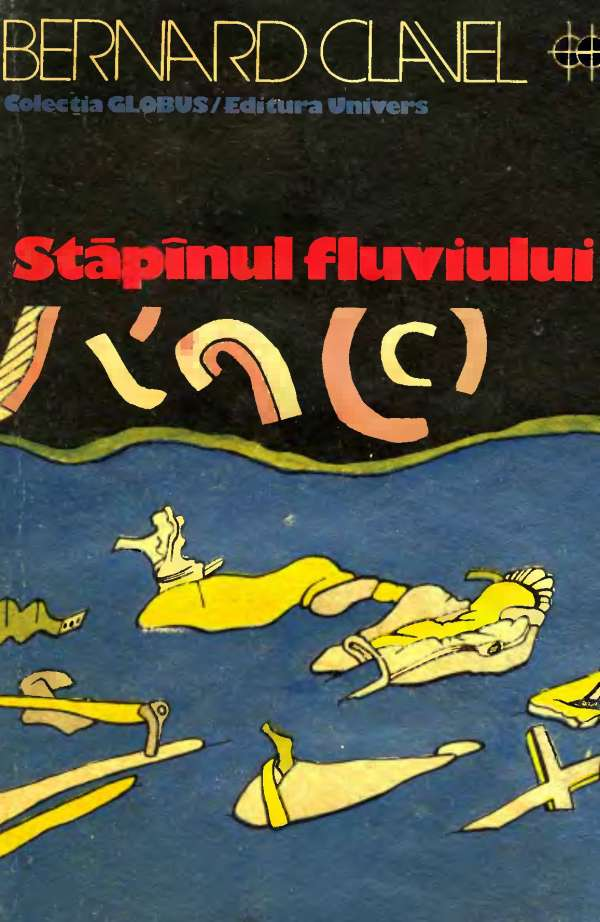 BERNARD CLAVEL
Colecția GLOBUS/Editura Univers
Stăpînul fluviului